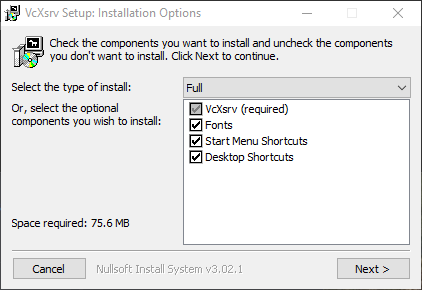 VcXsrv Setup: Installation Options
Check the components you want to install and uncheck the components
you don't want to install. Click Next to continue.
Select the type of install:
Full
Or, select the optional
components you wish to install:
VcXsrv (required)
Fonts
Start Menu Shortcuts
Desktop Shortcuts
Space required: 75.6 MB
Cancel
Nullsoft Install System v3.02.1
Next >